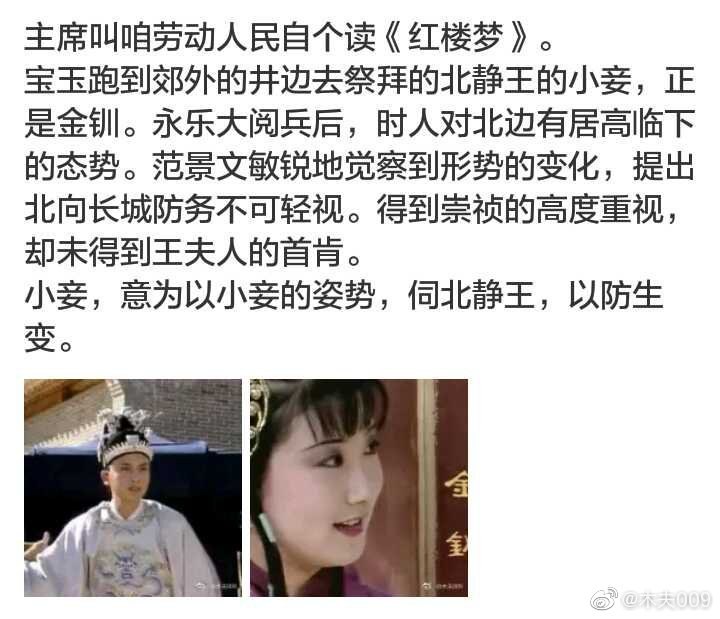 主席叫咱劳动人民自个读《红楼梦》。
宝玉跑到郊外的井边去祭拜的北静王的小妾，正
是金钏。永乐大阅兵后，时人对北边有居高临下
的态势。范景文敏锐地觉察到形势的变化，提出
北向长城防务不可轻视。得到崇祯的高度重视，
却未得到王夫人的首肯。
小妾，意为以小妾的姿势，伺北静王，以防生
变。
金
钏
@木夫009